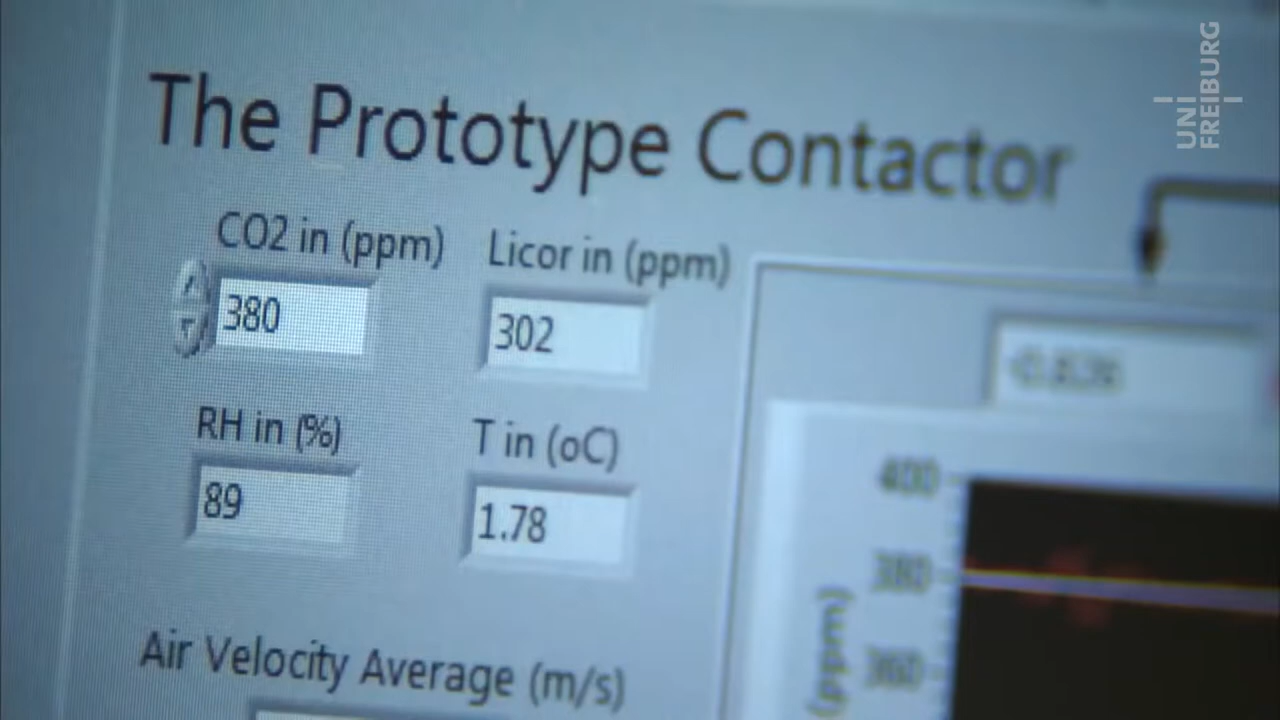 UNI
FREIBURG
The Prototype Contactor
CO2 in (ppm)
Licor in (ppm)
380
302
RH in (%)
T in (oC)
89
1.78
Air Velocity Average (m/s)
400
380
360
(ppm)